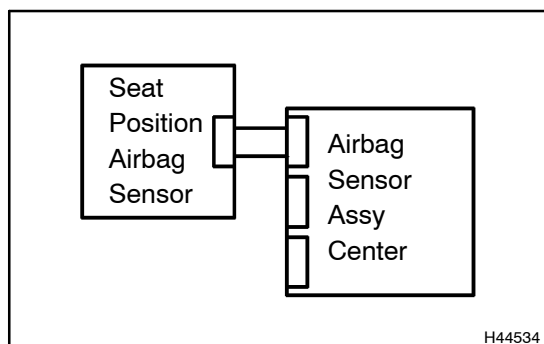 Seat
Position
Airbag
Sensor
Airbag
Sensor
Assy
Center
H44534